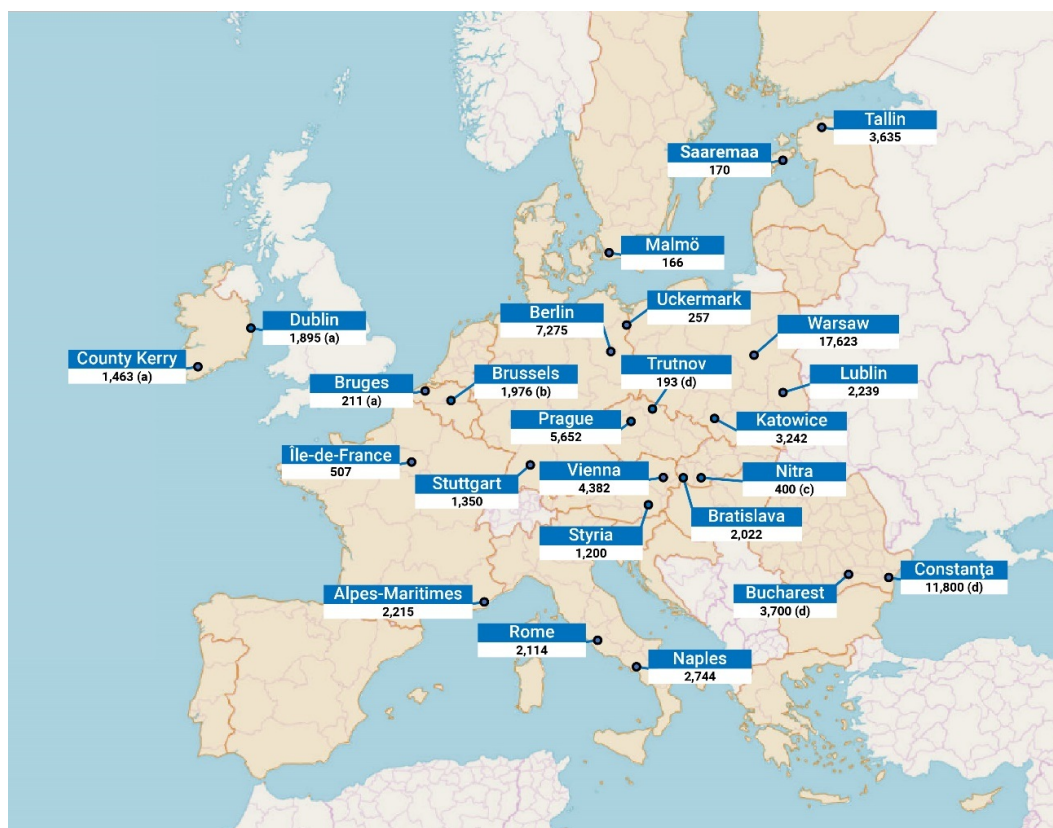 Tallin
3,635
Saaremaa
170
Malmö
166
Uckermark
257
Berlin
7,275
Dublin
1,895 (a)
Warsaw
17,623
County Kerry
1,463 (a)
Trutnov
193 (d)
Brussels
1,976 (b)
Bruges
211 (a)
Lublin
2,239
Prague
5,652
Katowice
3,242
Île-de-France
507
Stuttgart
1,350
Vienna
4,382
Nitra
400 (c)
Bratislava
2,022
Styria
1,200
Constanţa
11,800 (d)
Bucharest
3,700 (d)
Alpes-Maritimes
2,215
Rome
2,114
Naples
2,744